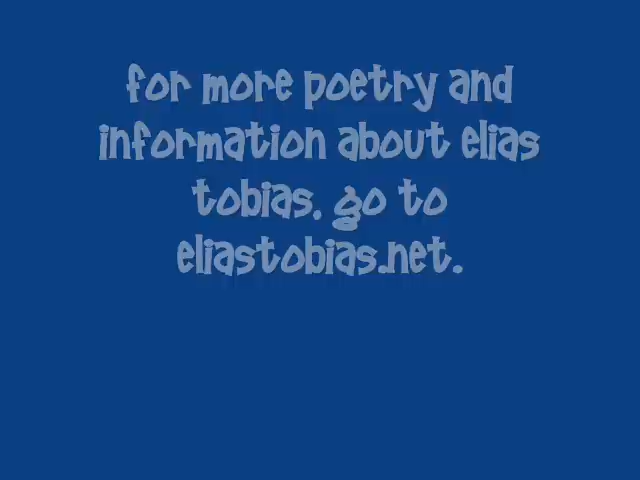 for more poetry and
information about elias
tobias, go to
eliastobias.net.